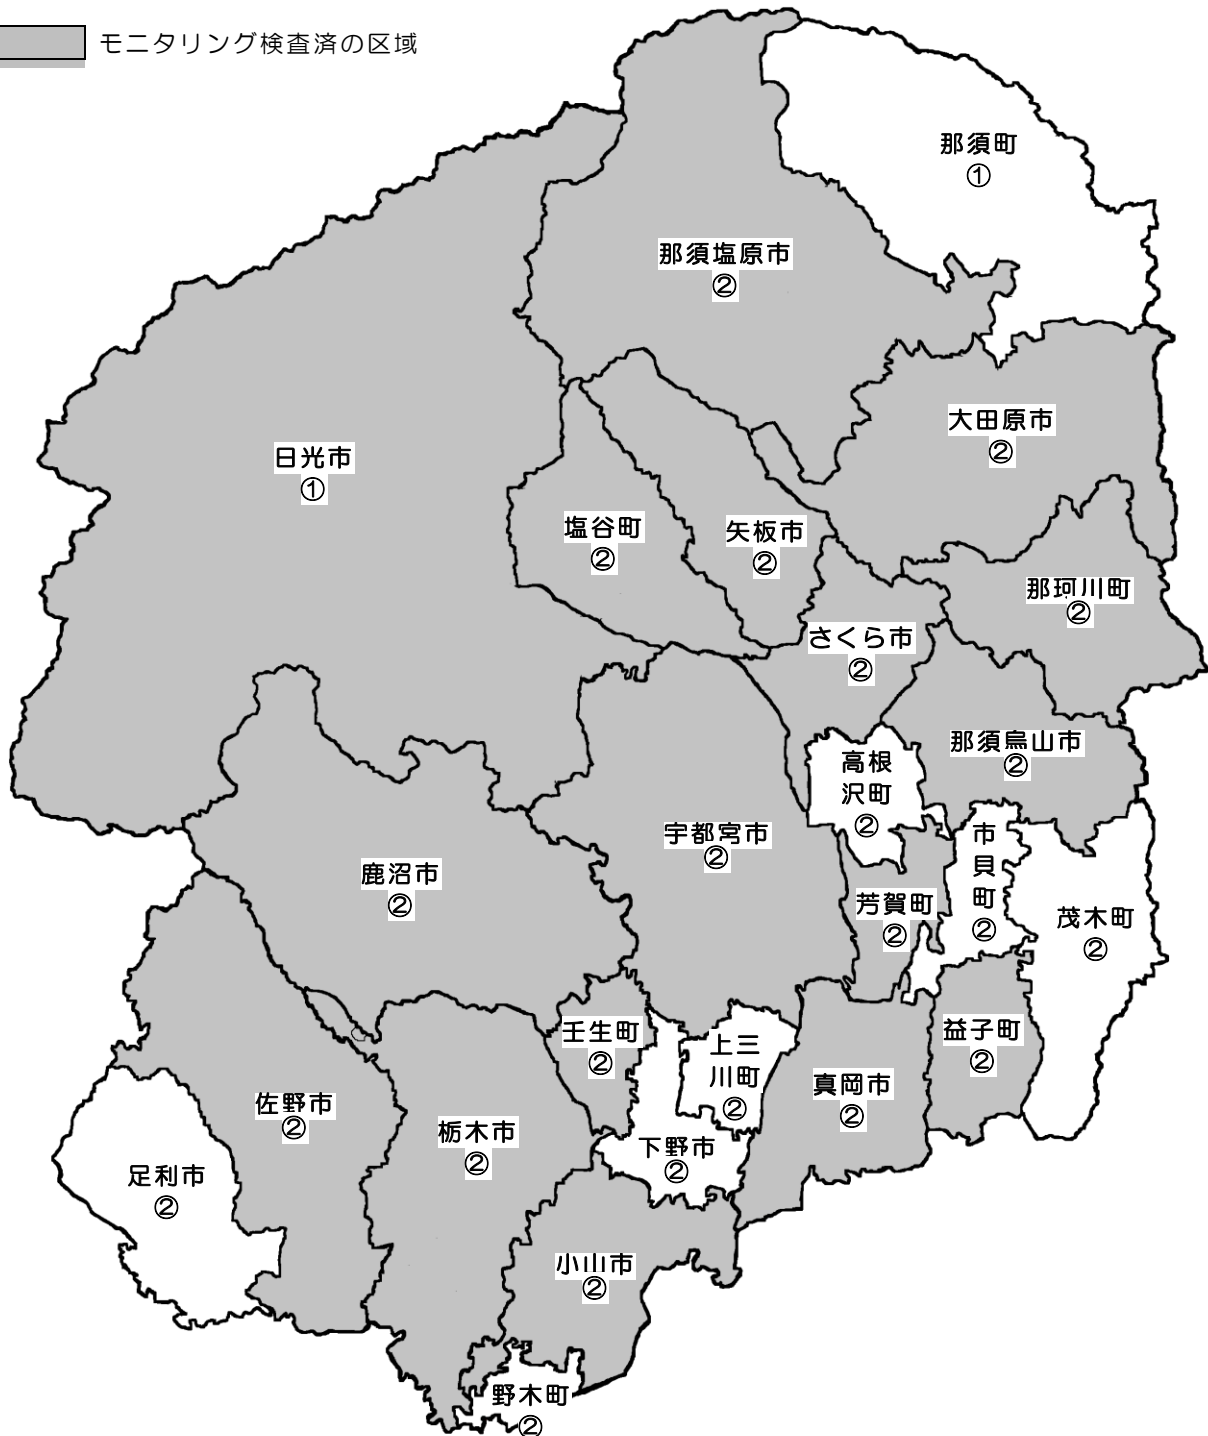 モニタリング検査済の区域
那須町
①
那須塩原市
②
大田原市
②
日光市
①
塩谷町
②
矢板市
②
那珂川町
②
さくら市
②
那須烏山市
②
高根
沢町
②
宇都宮市
②
市
貝
町
②
鹿沼市
②
芳賀町
②
茂木町
②
壬生町
②
上三
川町
②
益子町
②
真岡市
②
佐野市
②
栃木市
②
下野市
②
足利市
②
小山市
②
野木町
②